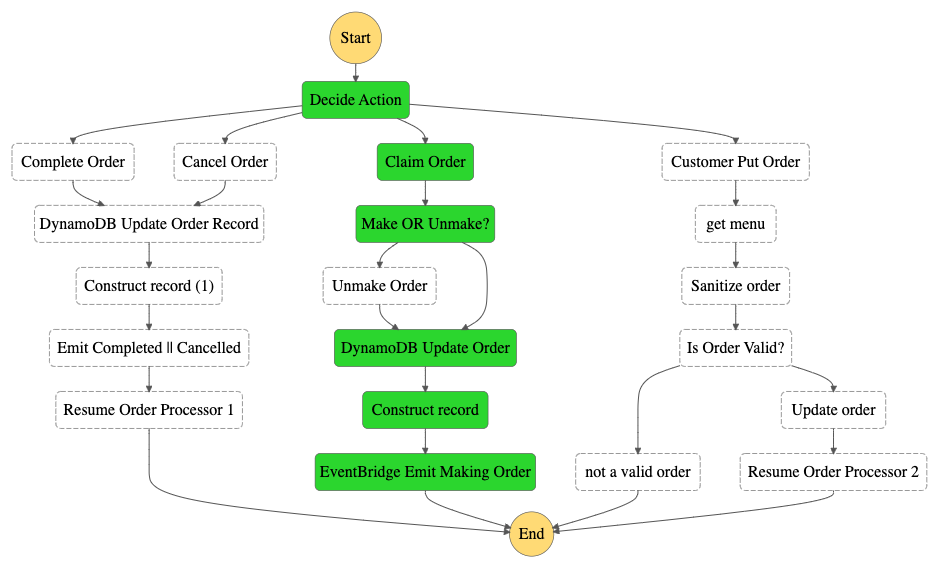 Start
Decide Action
Complete Order
Cancel Order
Claim Order
Customer Put Order
DynamoDB Update Order Record
Make OR Unmake?
get menu
Construct record (1)
Unmake Order
Sanitize order
Emit Completed || Cancelled
DynamoDB Update Order
Is Order Valid?
Resume Order Processor 1
Construct record
Update order
EventBridge Emit Making Order
not a valid order
Resume Order Processor 2
End